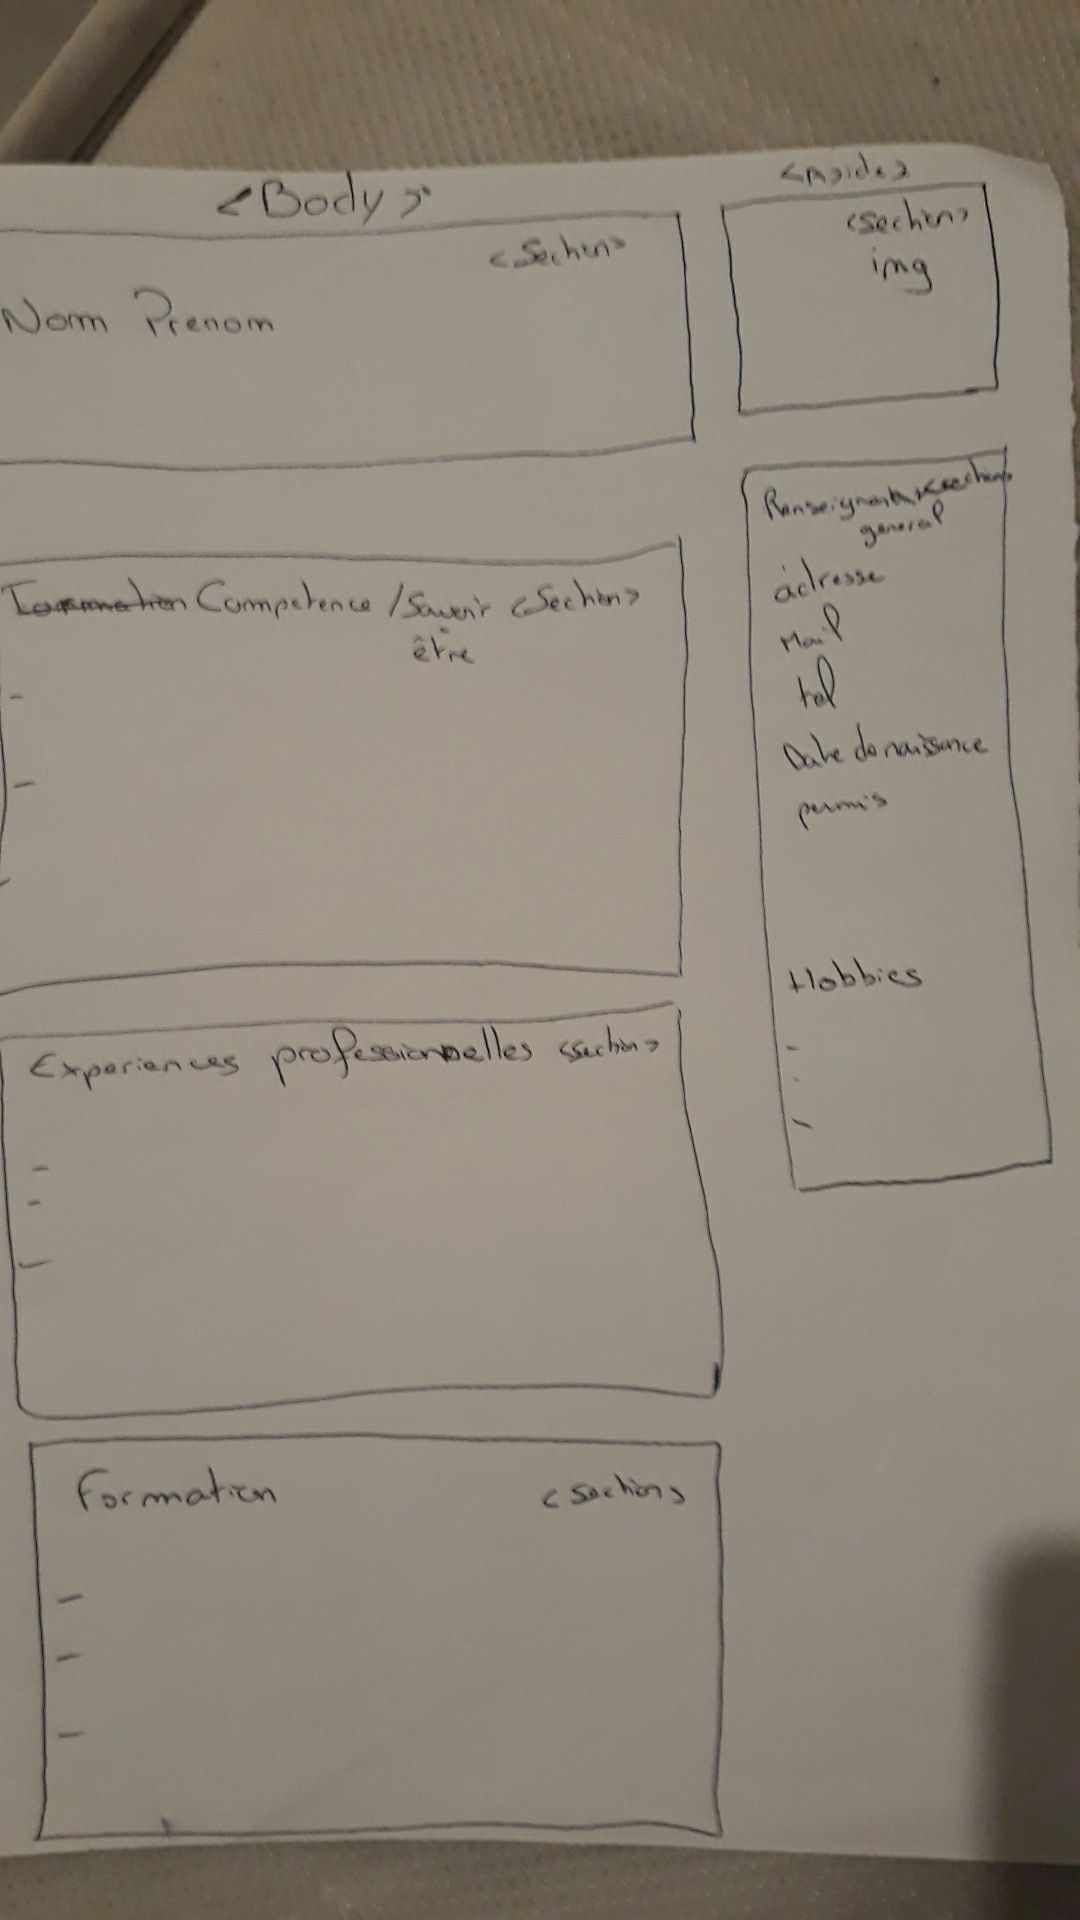 <Body>
<Section>
Nom Prenom
Formation Competence / Savoir <Section>
être
Experiences professionnelles <section>
Formation <section>
<Aside>
<section>
img
Renseignements <section>
general
adresse
Mail
tel
Date de naissance
permis
Hobbies